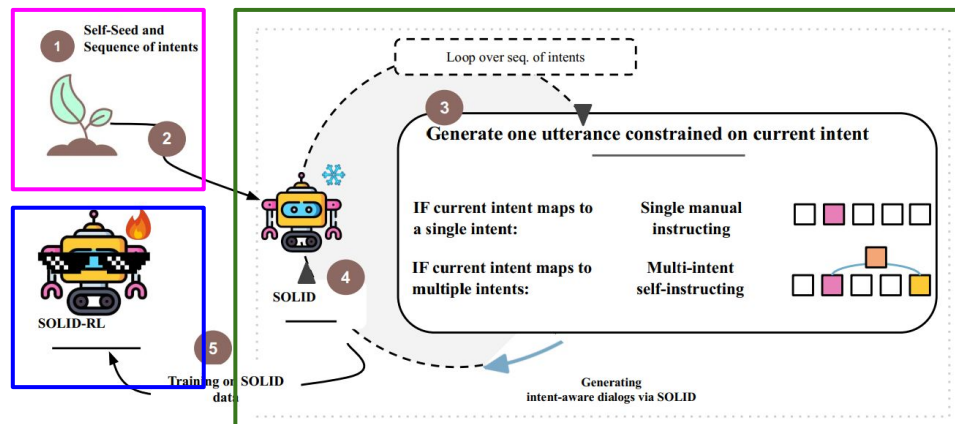 1
Self-Seed and
Sequence of intents
2
Loop over seq. of intents
3
Generate one utterance constrained on current intent
IF current intent maps to
a single intent:
Single manual
instructing
IF current intent maps to
multiple intents:
Multi-intent
self-instructing
4
SOLID
SOLID-RL
5
Training on SOLID
data
Generating
intent-aware dialogs via SOLID